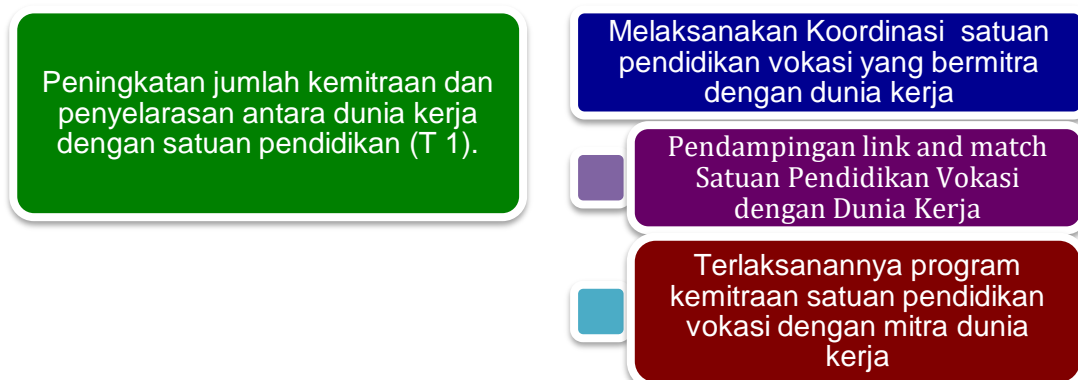 Peningkatan jumlah kemitraan dan
penyelarasan antara dunia kerja
dengan satuan pendidikan (T 1).
Melaksanakan Koordinasi  satuan
pendidikan vokasi yang bermitra
dengan dunia kerja
Pendampingan link and match
Satuan Pendidikan Vokasi
dengan Dunia Kerja
Terlaksanannya program
kemitraan satuan pendidikan
vokasi dengan mitra dunia
kerja